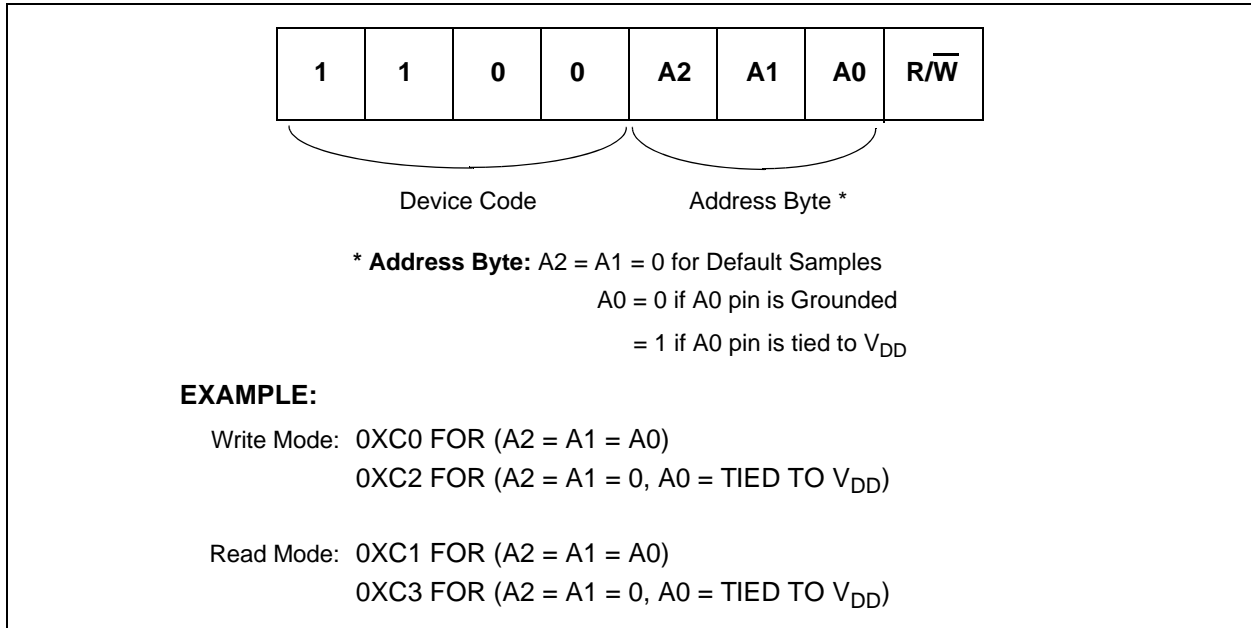 1 1 0 0 A2 A1 A0 R/W̅
Device Code Address Byte *
* Address Byte: A2 = A1 = 0 for Default Samples
A0 = 0 if A0 pin is Grounded
= 1 if A0 pin is tied to VDD
EXAMPLE:
Write Mode: 0XC0 FOR (A2 = A1 = A0)
0XC2 FOR (A2 = A1 = 0, A0 = TIED TO VDD)
Read Mode: 0XC1 FOR (A2 = A1 = A0)
0XC3 FOR (A2 = A1 = 0, A0 = TIED TO VDD)